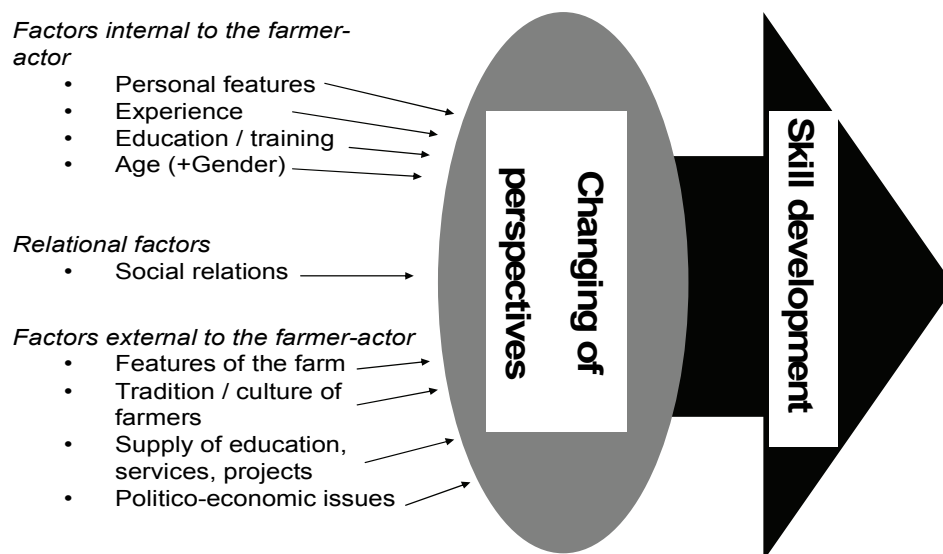 Factors internal to the farmer-
actor
• Personal features
• Experience
• Education / training
• Age (+Gender)
Relational factors
• Social relations
Factors external to the farmer-actor
• Features of the farm
• Tradition / culture of
farmers
• Supply of education,
services, projects
• Politico-economic issues
Changing of
perspectives
Skill development